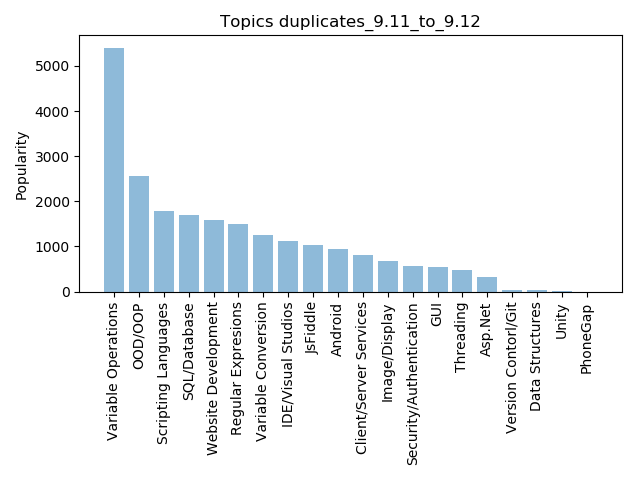 Topics duplicates_9.11_to_9.12
Popularity
5000
4000
3000
2000
1000
0
Variable Operations
OOD/OOP
Scripting Languages
SQL/Database
Website Development
Regular Expresions
Variable Conversion
IDE/Visual Studios
JsFiddle
Android
Client/Server Services
Image/Display
Security/Authentication
GUI
Threading
Asp.Net
Version Contorl/Git
Data Structures
Unity
PhoneGap